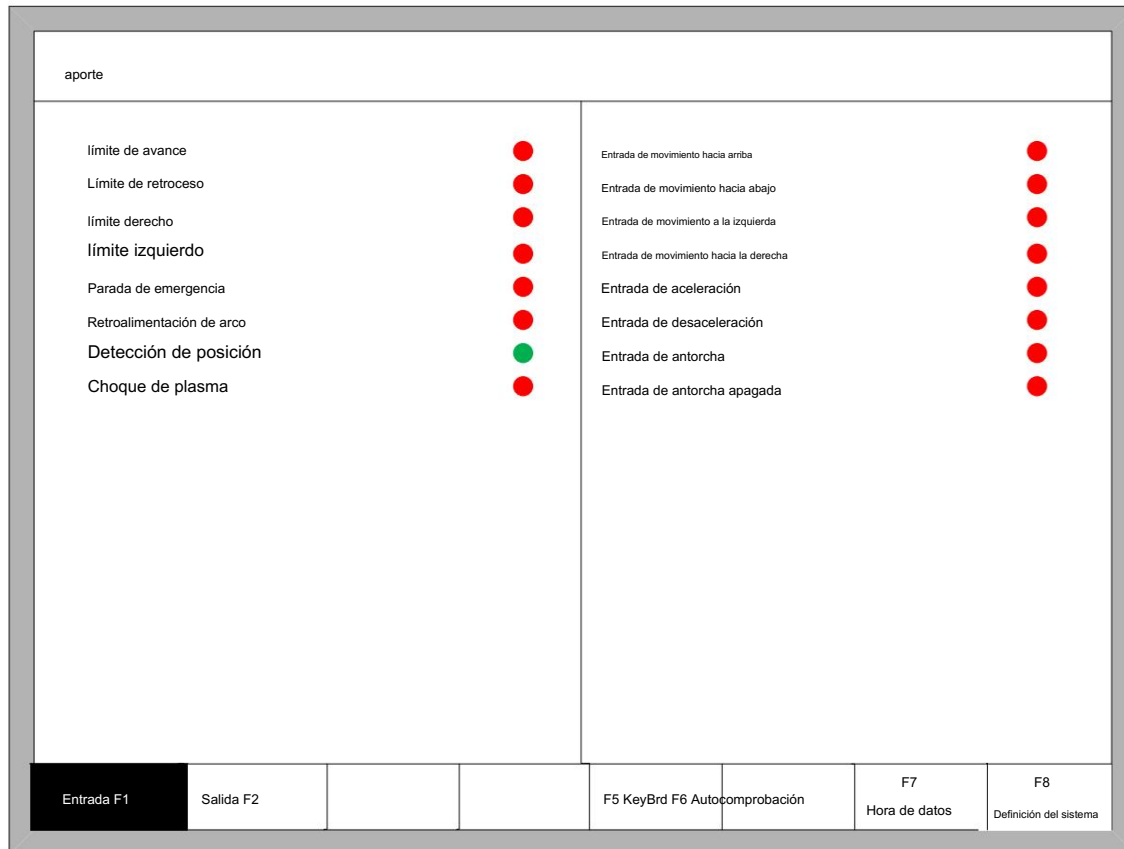 aporte
límite de avance
Límite de retroceso
límite derecho
límite izquierdo
Parada de emergencia
Retroalimentación de arco
Detección de posición
Choque de plasma
Entrada de movimiento hacia arriba
Entrada de movimiento hacia abajo
Entrada de movimiento a la izquierda
Entrada de movimiento hacia la derecha
Entrada de aceleración
Entrada de desaceleración
Entrada de antorcha
Entrada de antorcha apagada
Entrada F1
Salida F2
F5 KeyBrd F6 Autocomprobación
F7
Hora de datos
F8
Definición del sistema